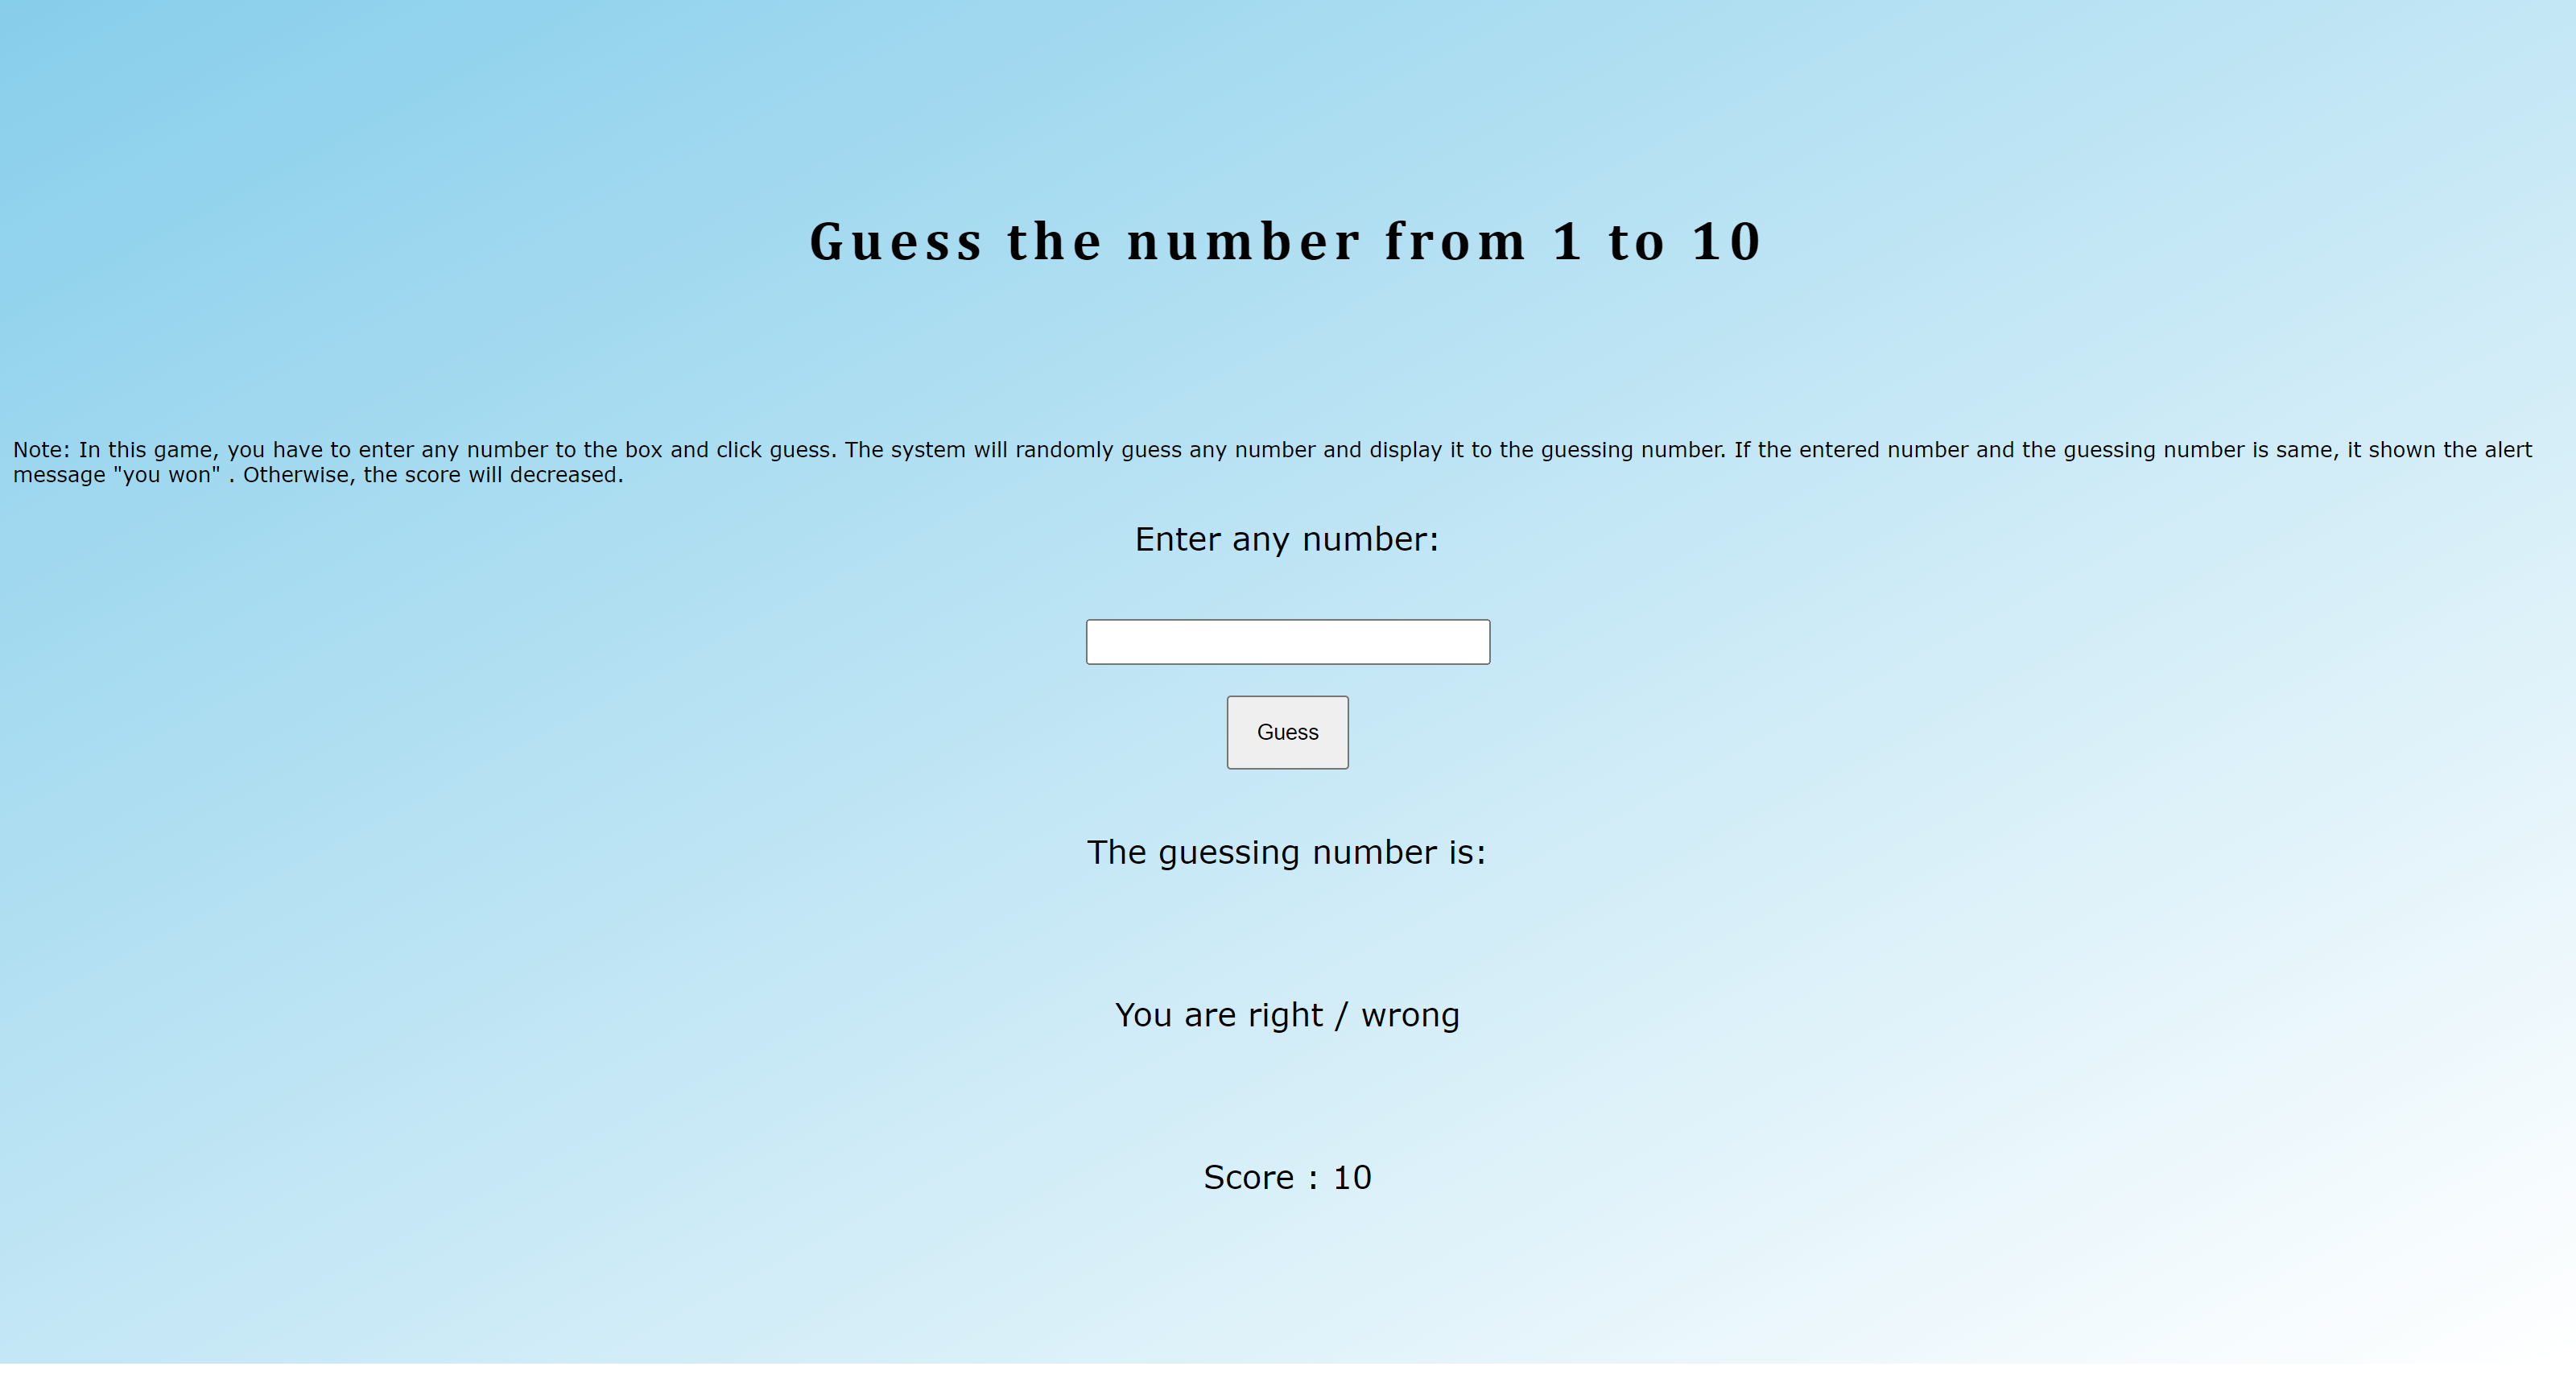 Guess the number from 1 to 10
Note: In this game, you have to enter any number to the box and click guess. The system will randomly guess any number and display it to the guessing number. If the entered number and the guessing number is same, it shown the alert
message "you won" . Otherwise, the score will decreased.
Enter any number:
Guess
The guessing number is:
You are right / wrong
Score : 10